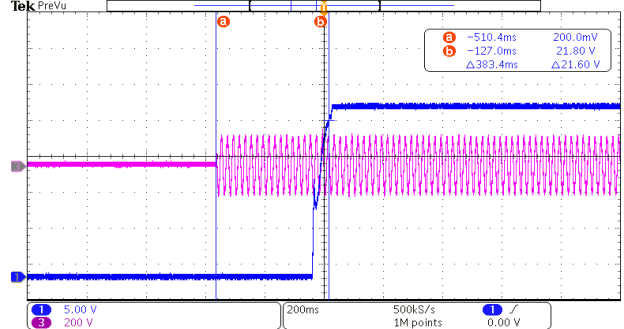 Tek PreVu
T
a b
a -510.4ms 200.0mV
b -127.0ms 21.80 V
Δ383.4ms Δ21.60 V
3
1
1 5.00 V 200ms 500kS/s 1 ∫
3 200 V 1M points 0.00 V